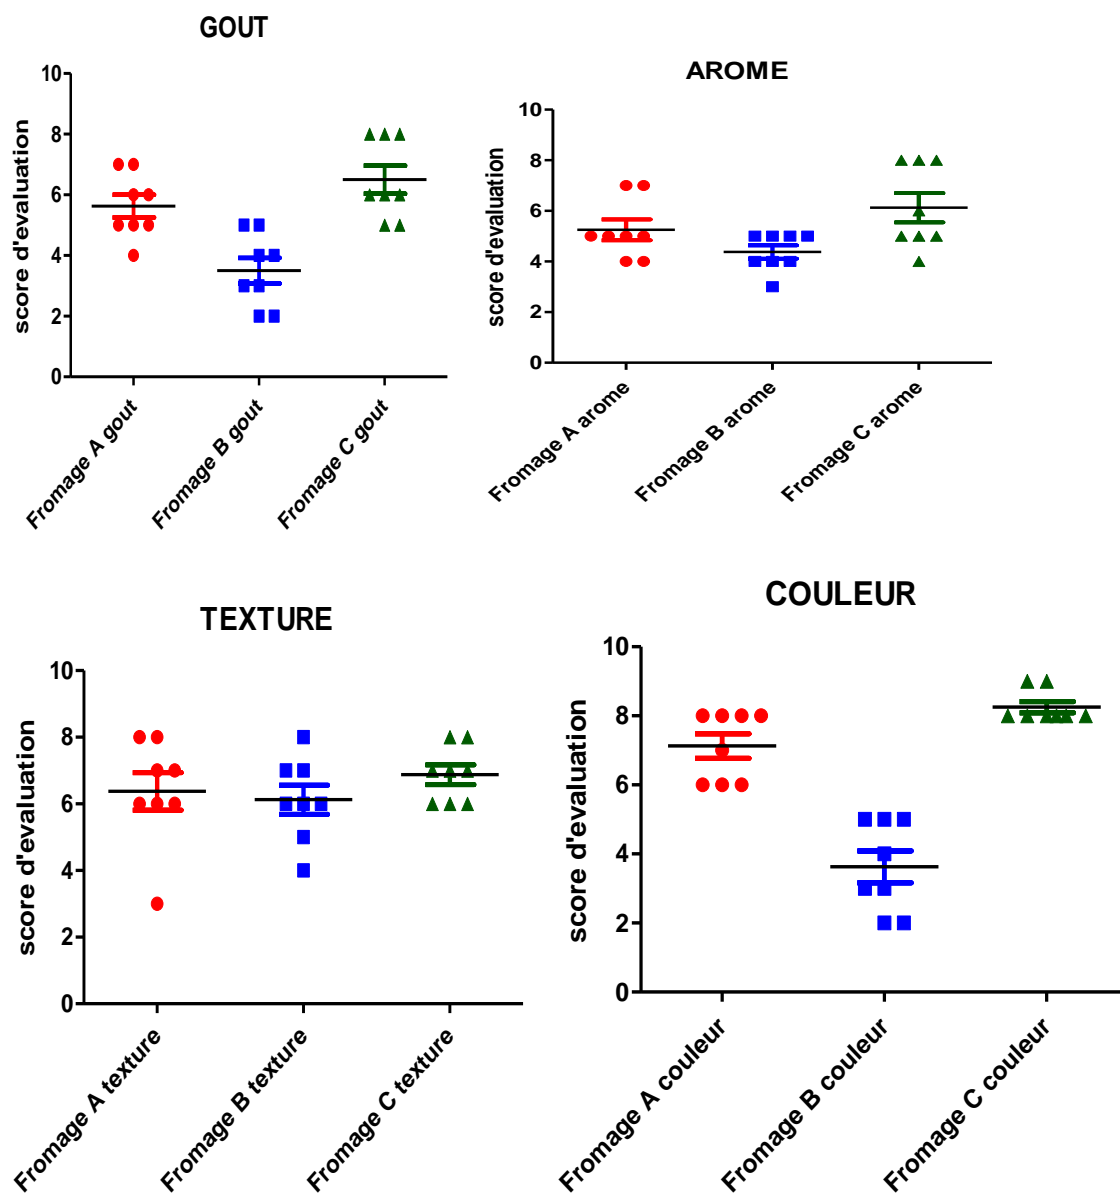 GOUT
score d'evaluation
10
8
6
4
2
0
Fromage A gout
Fromage B gout
Fromage C gout
AROME
score d'evaluation
10
8
6
4
2
0
Fromage A arome
Fromage B arome
Fromage C arome
TEXTURE
score d'evaluation
10
8
6
4
2
0
Fromage A texture
Fromage B texture
Fromage C texture
COULEUR
score d'evaluation
10
8
6
4
2
0
Fromage A couleur
Fromage B couleur
Fromage C couleur